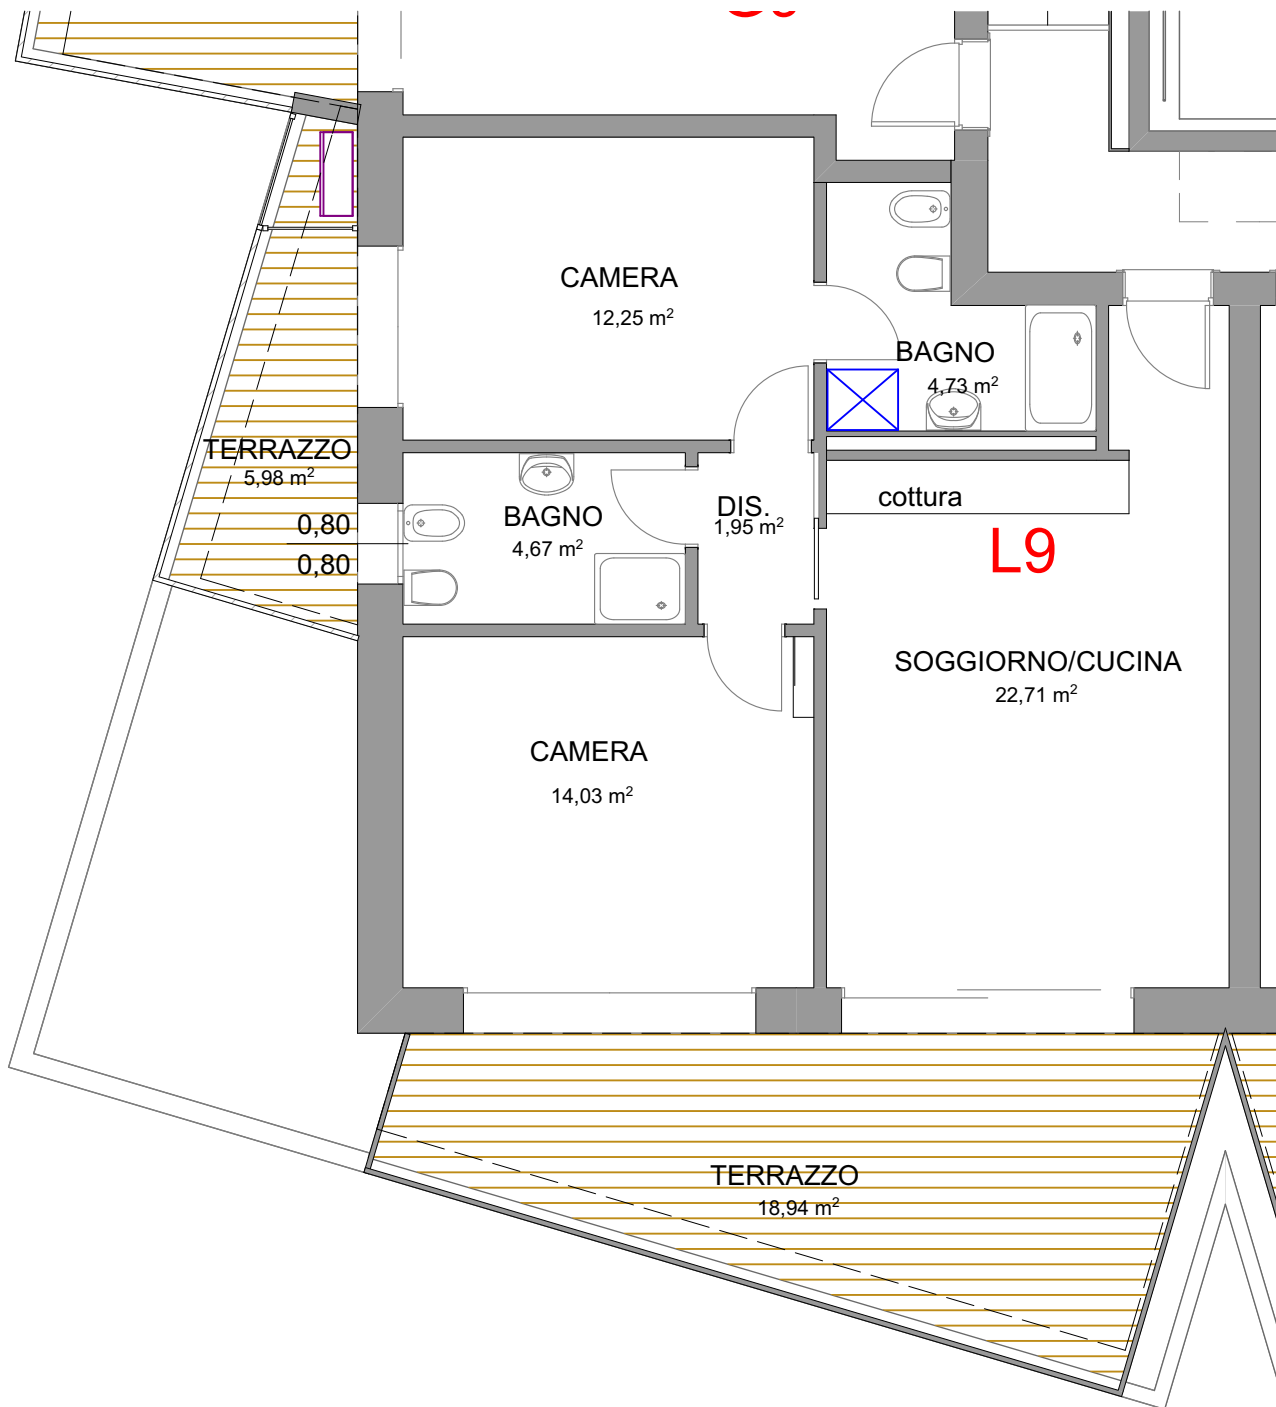 CAMERA
12,25 m²
BAGNO
4,73 m²
TERRAZZO
5,98 m²
0,80
0,80
BAGNO
4,67 m²
DIS.
1,95 m²
cottura
L9
SOGGIORNO/CUCINA
22,71 m²
CAMERA
14,03 m²
TERRAZZO
18,94 m²